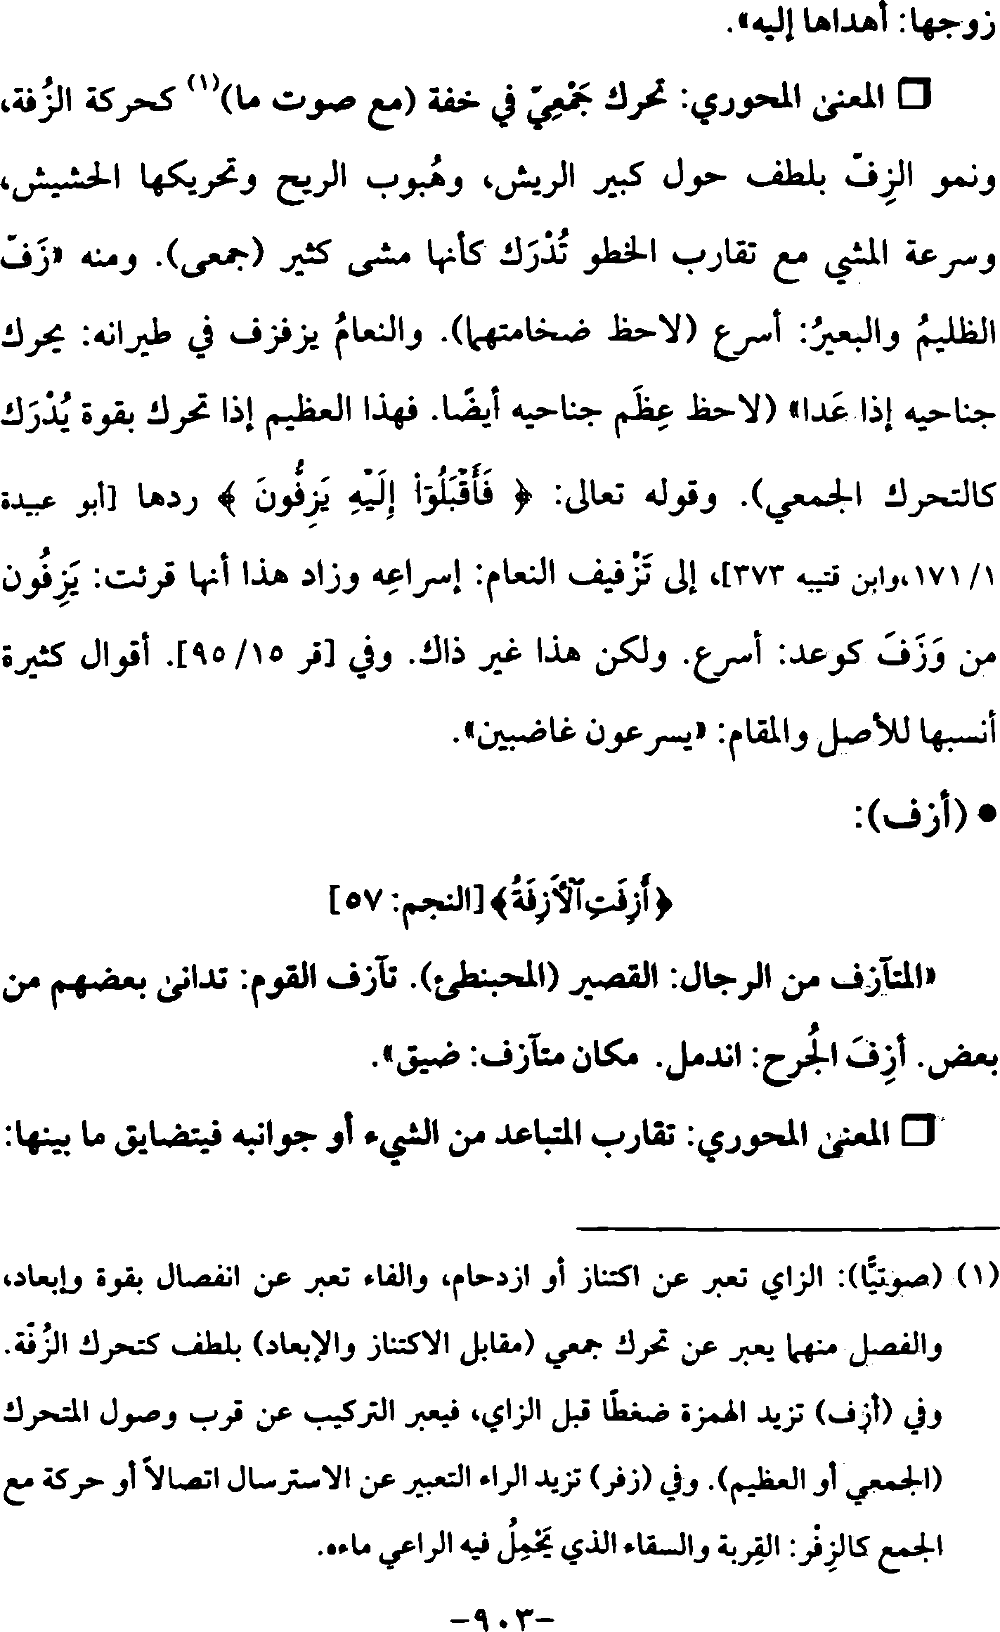 زوجها: أهداها إليه».
□ المعنى المحوري: تحرك جَمْعِيّ في خفة (مع صوت ما)(١) كحركة الزُفة،
ونمو الزِفّ بلطف حول كبير الريش، وهُبوب الريح وتحريكها الحشيش،
وسرعة المشي مع تقارب الخطو تُدْرَك كأنها مشى كثير (جمعى). ومنه «زَفّ
الظليمُ والبعيرُ: أسرع (لاحظ ضخامتهما). والنعامُ يزفزف في طيرانه: يحرك
جناحيه إذا عَدا» (لاحظ عِظَم جناحيه أيضًا. فهذا العظيم إذا تحرك بقوة يُدْرَك
كالتحرك الجمعي). وقوله تعالى: ﴿ فَأَقْبَلُوٓاْ إِلَيْهِ يَزِفُّونَ ﴾ ردها [أبو عبيدة
١/ ١٧١، وابن قتيبه ٣٧٣]، إلى تَزْفيف النعام: إسراعِه وزاد هذا أنها قرئت: يَزِفُون
من وَزَفَ كوعد: أسرع. ولكن هذا غير ذاك. وفي [قر ١٥/ ٩٥]. أقوال كثيرة
أنسبها للأصل والمقام: «يسرعون غاضبين».
● (أزف):
﴿أَزِفَتِ ٱلْأَزِفَةُ﴾ [النجم: ٥٧]
«المتآزف من الرجال: القصير (المحبنطئ). تآزف القوم: تدانى بعضهم من
بعض. أزِفَ الجُرح: اندمل. مكان متآزف: ضيق».
□ المعنى المحوري: تقارب المتباعد من الشيء أو جوانبه فيتضايق ما بينها:
(١) (صوتيًّا): الزاي تعبر عن اكتناز أو ازدحام، والفاء تعبر عن انفصال بقوة وإبعاد،
والفصل منهما يعبر عن تحرك جمعي (مقابل الاكتناز والإبعاد) بلطف كتحرك الزُفّة.
وفي (أزف) تزيد الهمزة ضغطًا قبل الزاي، فيعبر التركيب عن قرب وصول المتحرك
(الجمعي أو العظيم). وفي (زفر) تزيد الراء التعبير عن الاسترسال اتصالاً أو حركة مع
الجمع كالزِفْر: القِربة والسقاء الذي يَحْمِلُ فيه الراعي ماءه.
-٩٠٣-